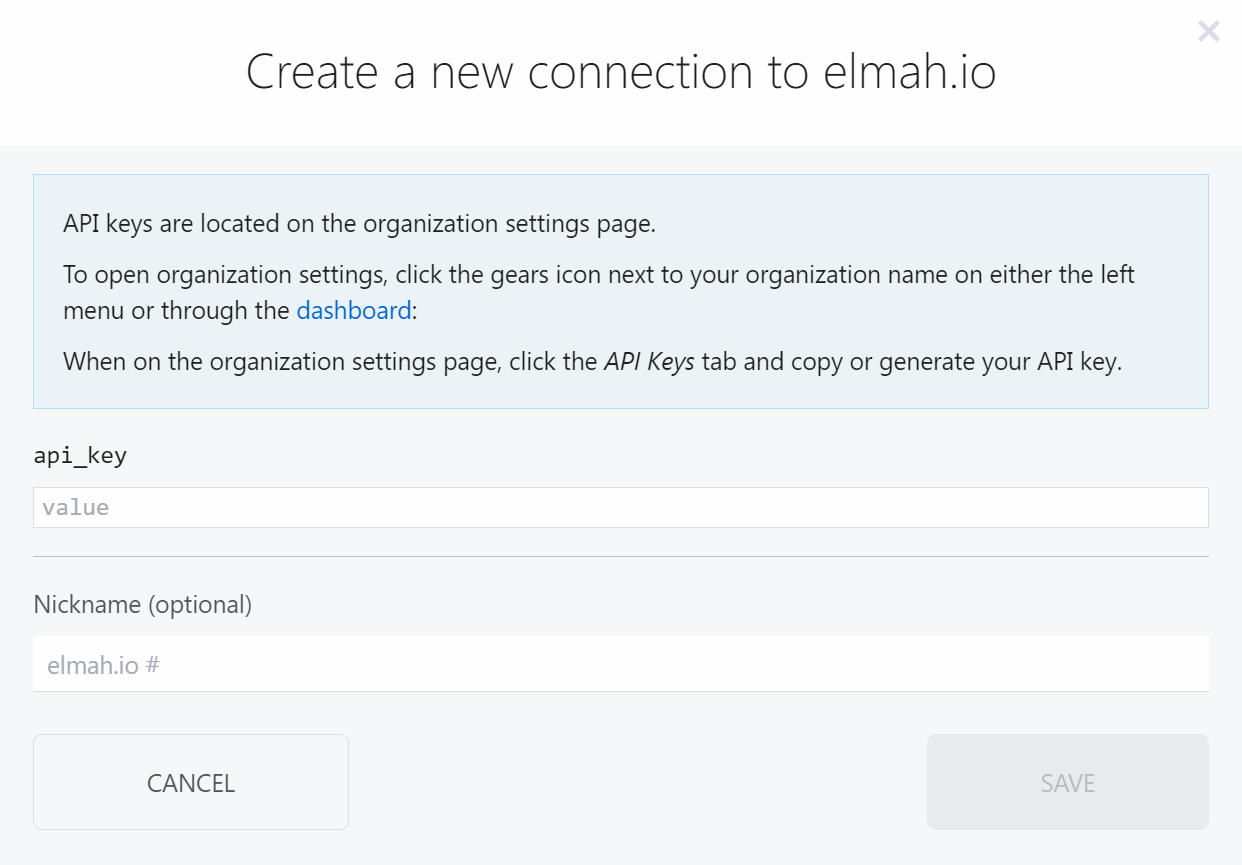 Create a new connection to elmah.io
API keys are located on the organization settings page.
To open organization settings, click the gears icon next to your organization name on either the left
menu or through the dashboard:
When on the organization settings page, click the API Keys tab and copy or generate your API key.
api_key
value
Nickname (optional)
elmah.io #
CANCEL
SAVE